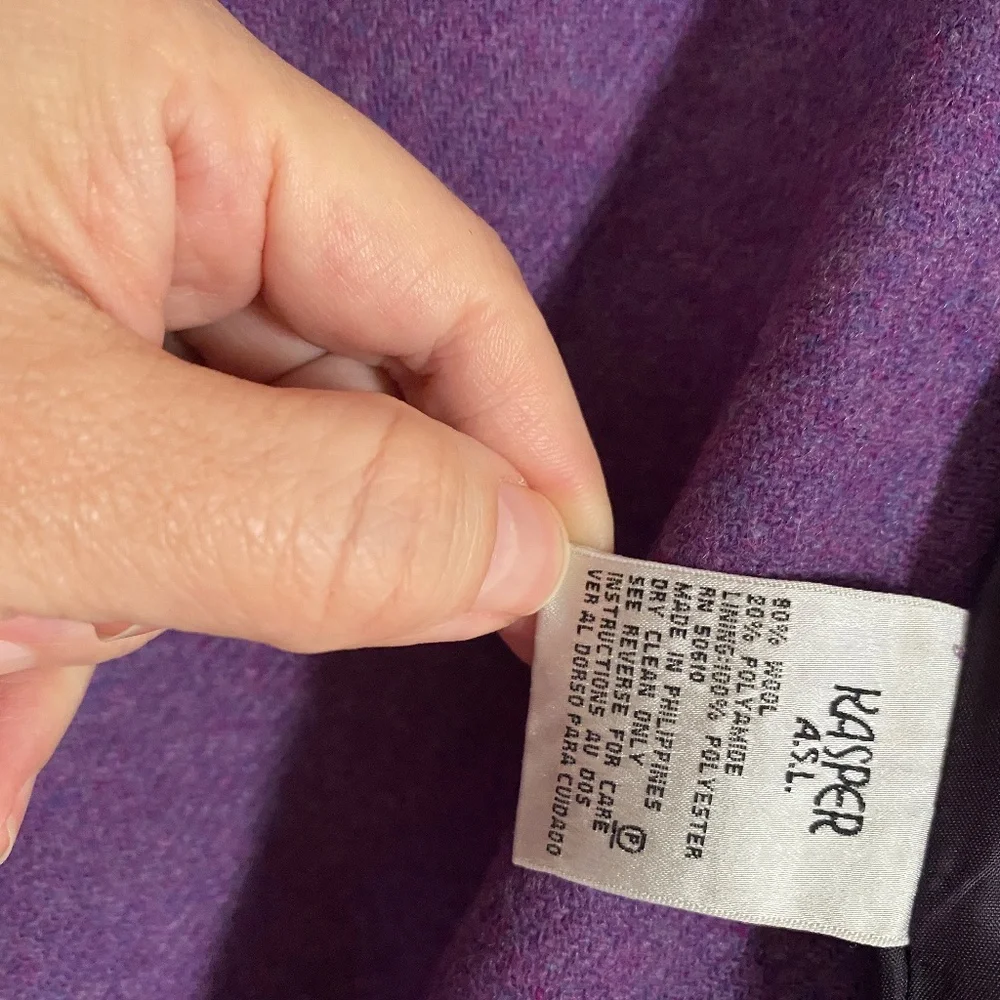 KASPER
A.S.L.
80% WOOL
20% POLYAMIDE
LINING:100% POLYESTER
RN 50610
MADE IN PHILIPPINES
DRY CLEAN ONLY
SEE REVERSE FOR CARE
INSTRUCTIONS AU DOS
VER AL DORSO PARA CUIDADO
P